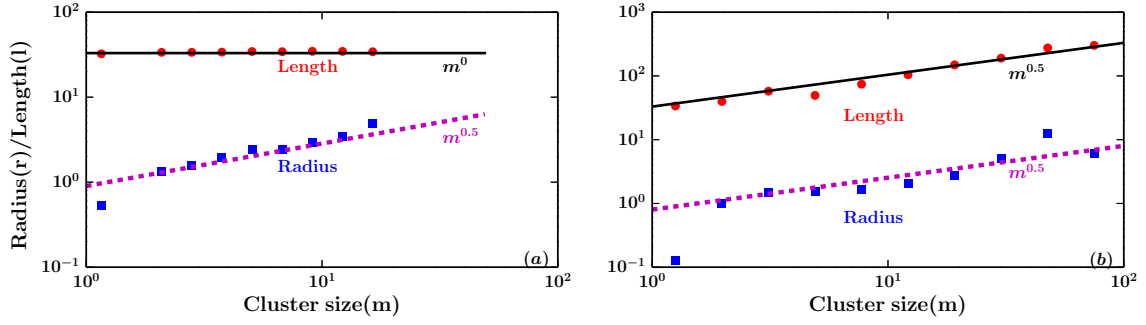 Radius(r)/Length(l)
10^2
10^1
10^0
10^{-1}
Length
m^0
m^{0.5}
Radius
(a)
10^0
10^1
10^2
Cluster size(m)
10^3
10^2
10^1
10^0
10^{-1}
m^{0.5}
Length
m^{0.5}
Radius
(b)
10^0
10^1
10^2
Cluster size(m)